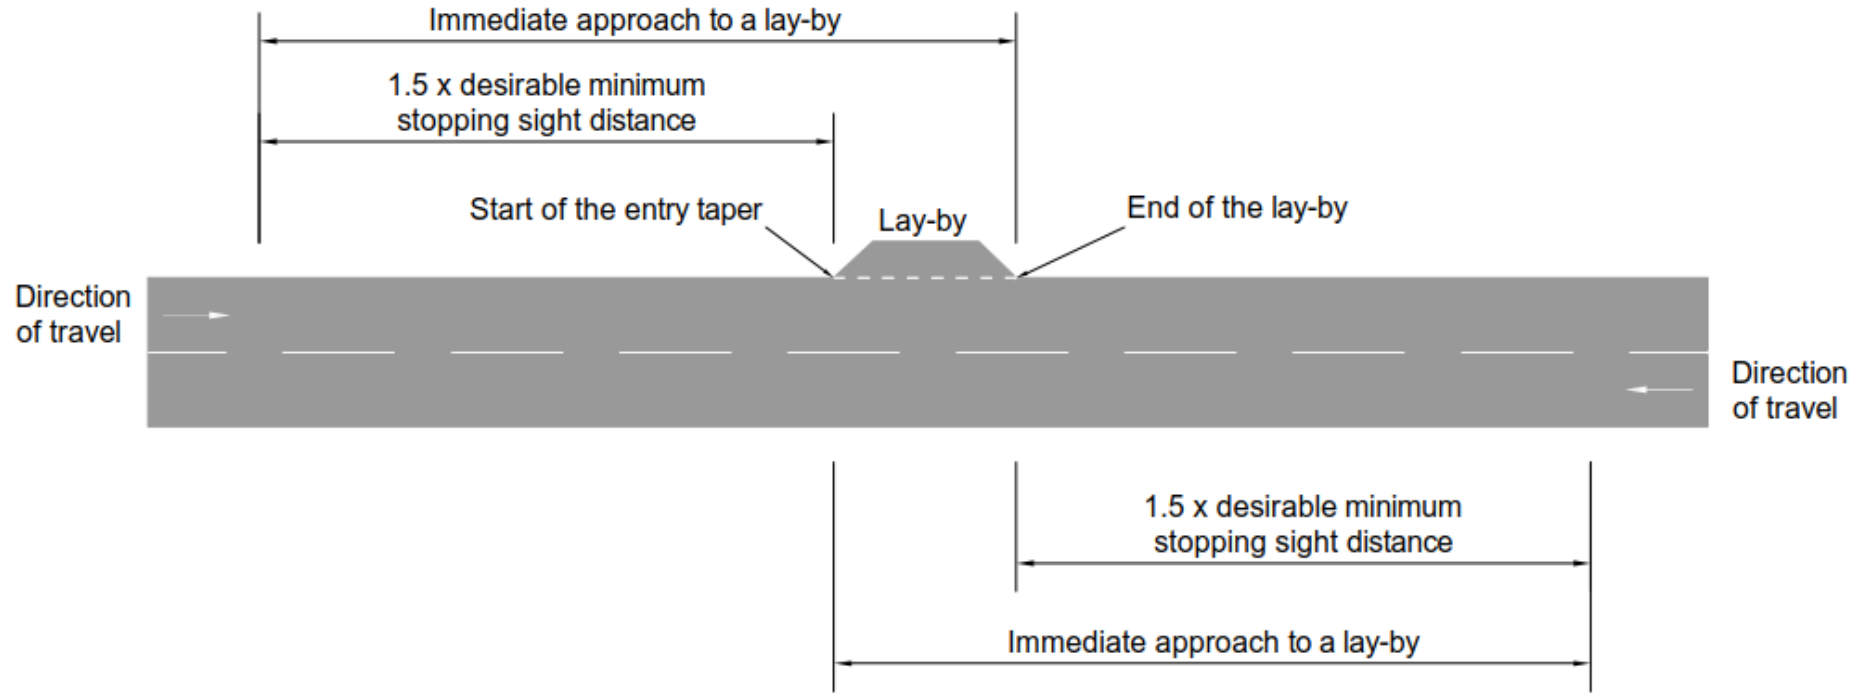 Immediate approach to a lay-by
1.5 x desirable minimum
stopping sight distance
Start of the entry taper
Lay-by
End of the lay-by
Direction
of travel
Direction
of travel
1.5 x desirable minimum
stopping sight distance
Immediate approach to a lay-by